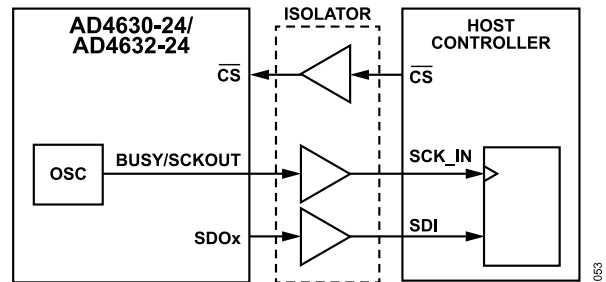 AD4630-24/
AD4632-24
ISOLATOR
HOST
CONTROLLER
CS
CS
OSC
BUSY/SCKOUT
SCK_IN
SDOx
SDI
053